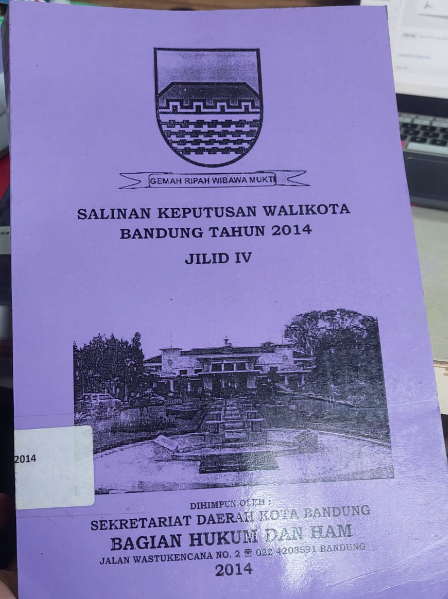 GEMAH RIPAH WIBAWA MUKTI
SALINAN KEPUTUSAN WALIKOTA
BANDUNG TAHUN 2014
JILID IV
2014
DIHIMPUN OLEH :
SEKRETARIAT DAERAH KOTA BANDUNG
BAGIAN HUKUM DAN HAM
JALAN WASTUKENCANA NO. 2 ☎ 022 4203591 BANDUNG
2014